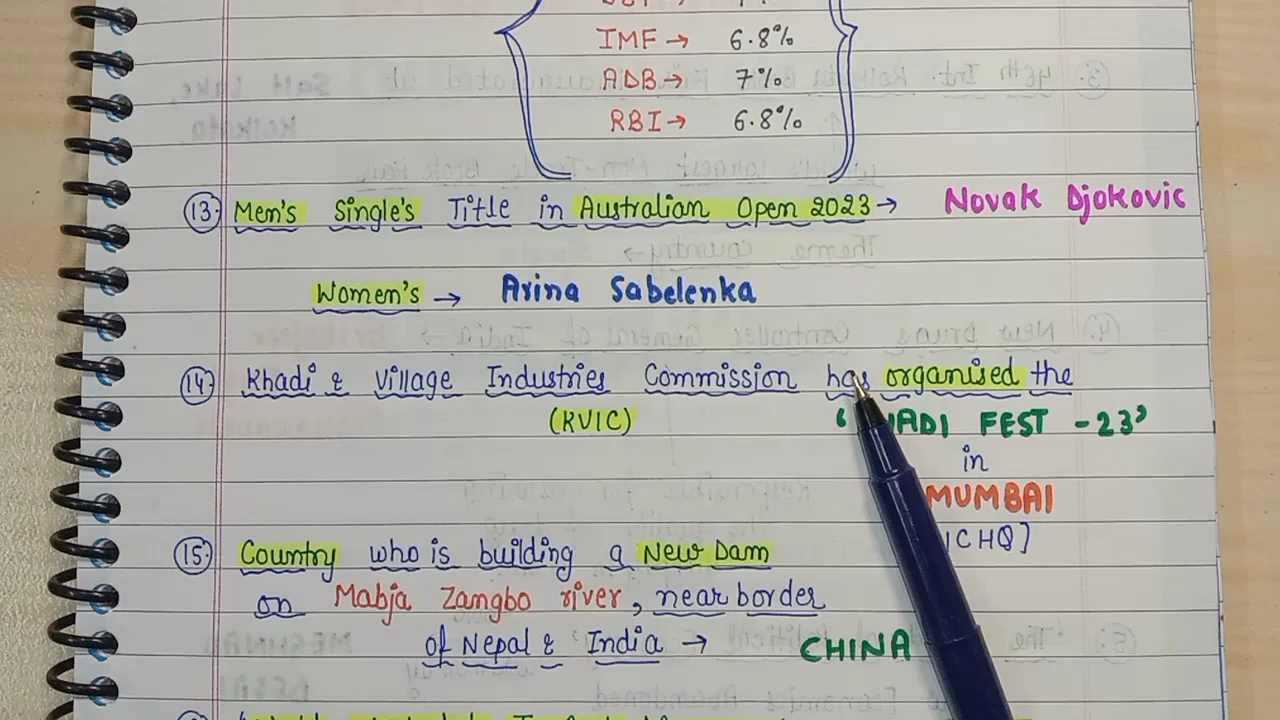 IMF → 6.8%
ADB → 7%
RBI → 6.8%
13. Men's Single's Title in Australian Open 2023 → Novak Djokovic
Women's → Arina Sabelenka
14. Khadi & Village Industries Commission has organised the
(KVIC) FEST - 23'
in
MUMBAI
15. Country who is building a New Dam
on Mabja Zangbo river, near border
of Nepal & India → CHINA